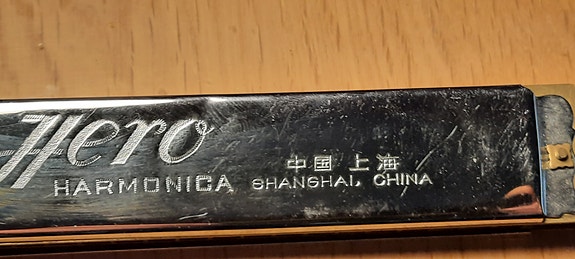 Hero
中国上海
HARMONICA SHANGHAI, CHINA